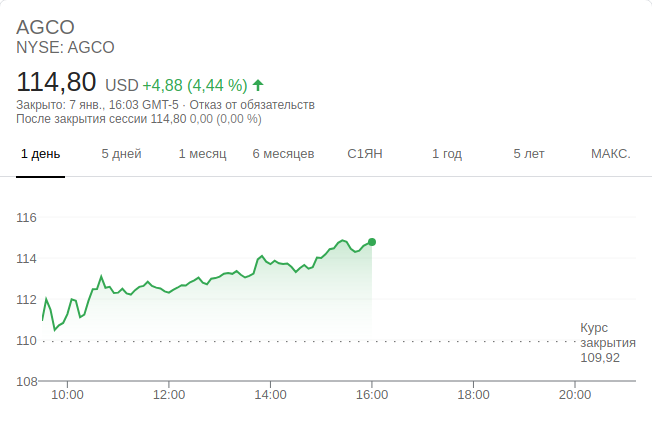 AGCO
NYSE: AGCO
114,80 USD +4,88 (4,44 %)
Закрыто: 7 янв., 16:03 GMT-5 · Отказ от обязательств
После закрытия сессии 114,80 0,00 (0,00 %)
1 день 5 дней 1 месяц 6 месяцев С1ЯН 1 год 5 лет МАКС.
116
114
112
110
Курс
закрытия
109,92
108
10:00 12:00 14:00 16:00 18:00 20:00